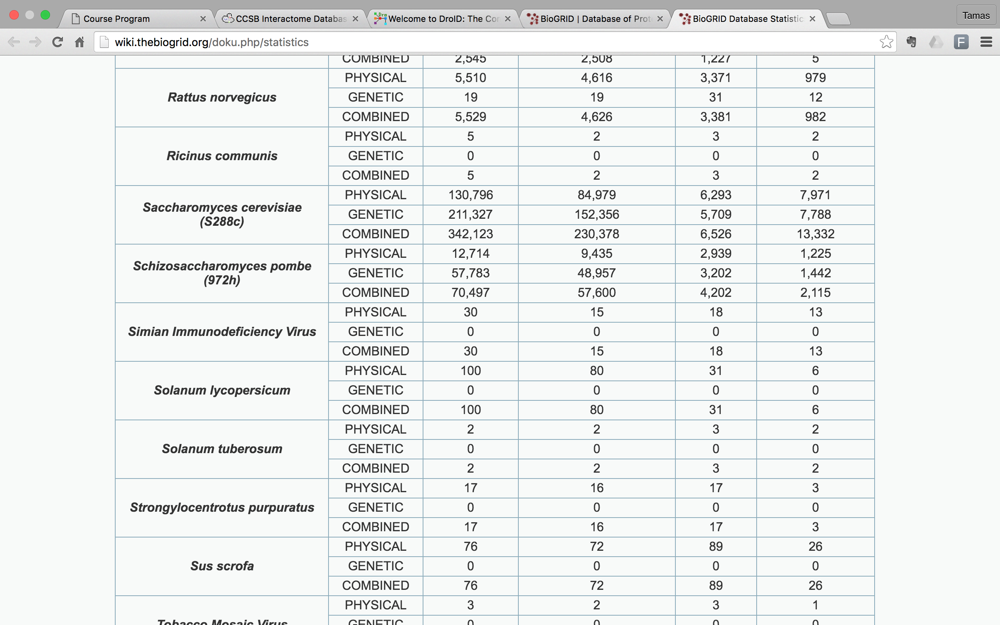 Course Program
CCSB Interactome Databas
Welcome to DroID: The Con
BioGRID | Database of Prot
BioGRID Database Statistic
Tamas
wiki.thebiogrid.org/doku.php/statistics
F
COMBINED 2,545 2,508 1,227 5
Rattus norvegicus
PHYSICAL 5,510 4,616 3,371 979
GENETIC 19 19 31 12
COMBINED 5,529 4,626 3,381 982
Ricinus communis
PHYSICAL 5 2 3 2
GENETIC 0 0 0 0
COMBINED 5 2 3 2
Saccharomyces cerevisiae
(S288c)
PHYSICAL 130,796 84,979 6,293 7,971
GENETIC 211,327 152,356 5,709 7,788
COMBINED 342,123 230,378 6,526 13,332
Schizosaccharomyces pombe
(972h)
PHYSICAL 12,714 9,435 2,939 1,225
GENETIC 57,783 48,957 3,202 1,442
COMBINED 70,497 57,600 4,202 2,115
Simian Immunodeficiency Virus
PHYSICAL 30 15 18 13
GENETIC 0 0 0 0
COMBINED 30 15 18 13
Solanum lycopersicum
PHYSICAL 100 80 31 6
GENETIC 0 0 0 0
COMBINED 100 80 31 6
Solanum tuberosum
PHYSICAL 2 2 3 2
GENETIC 0 0 0 0
COMBINED 2 2 3 2
Strongylocentrotus purpuratus
PHYSICAL 17 16 17 3
GENETIC 0 0 0 0
COMBINED 17 16 17 3
Sus scrofa
PHYSICAL 76 72 89 26
GENETIC 0 0 0 0
COMBINED 76 72 89 26
Tobacco Mosaic Virus
PHYSICAL 3 2 3 1
GENETIC 0 0 0 0